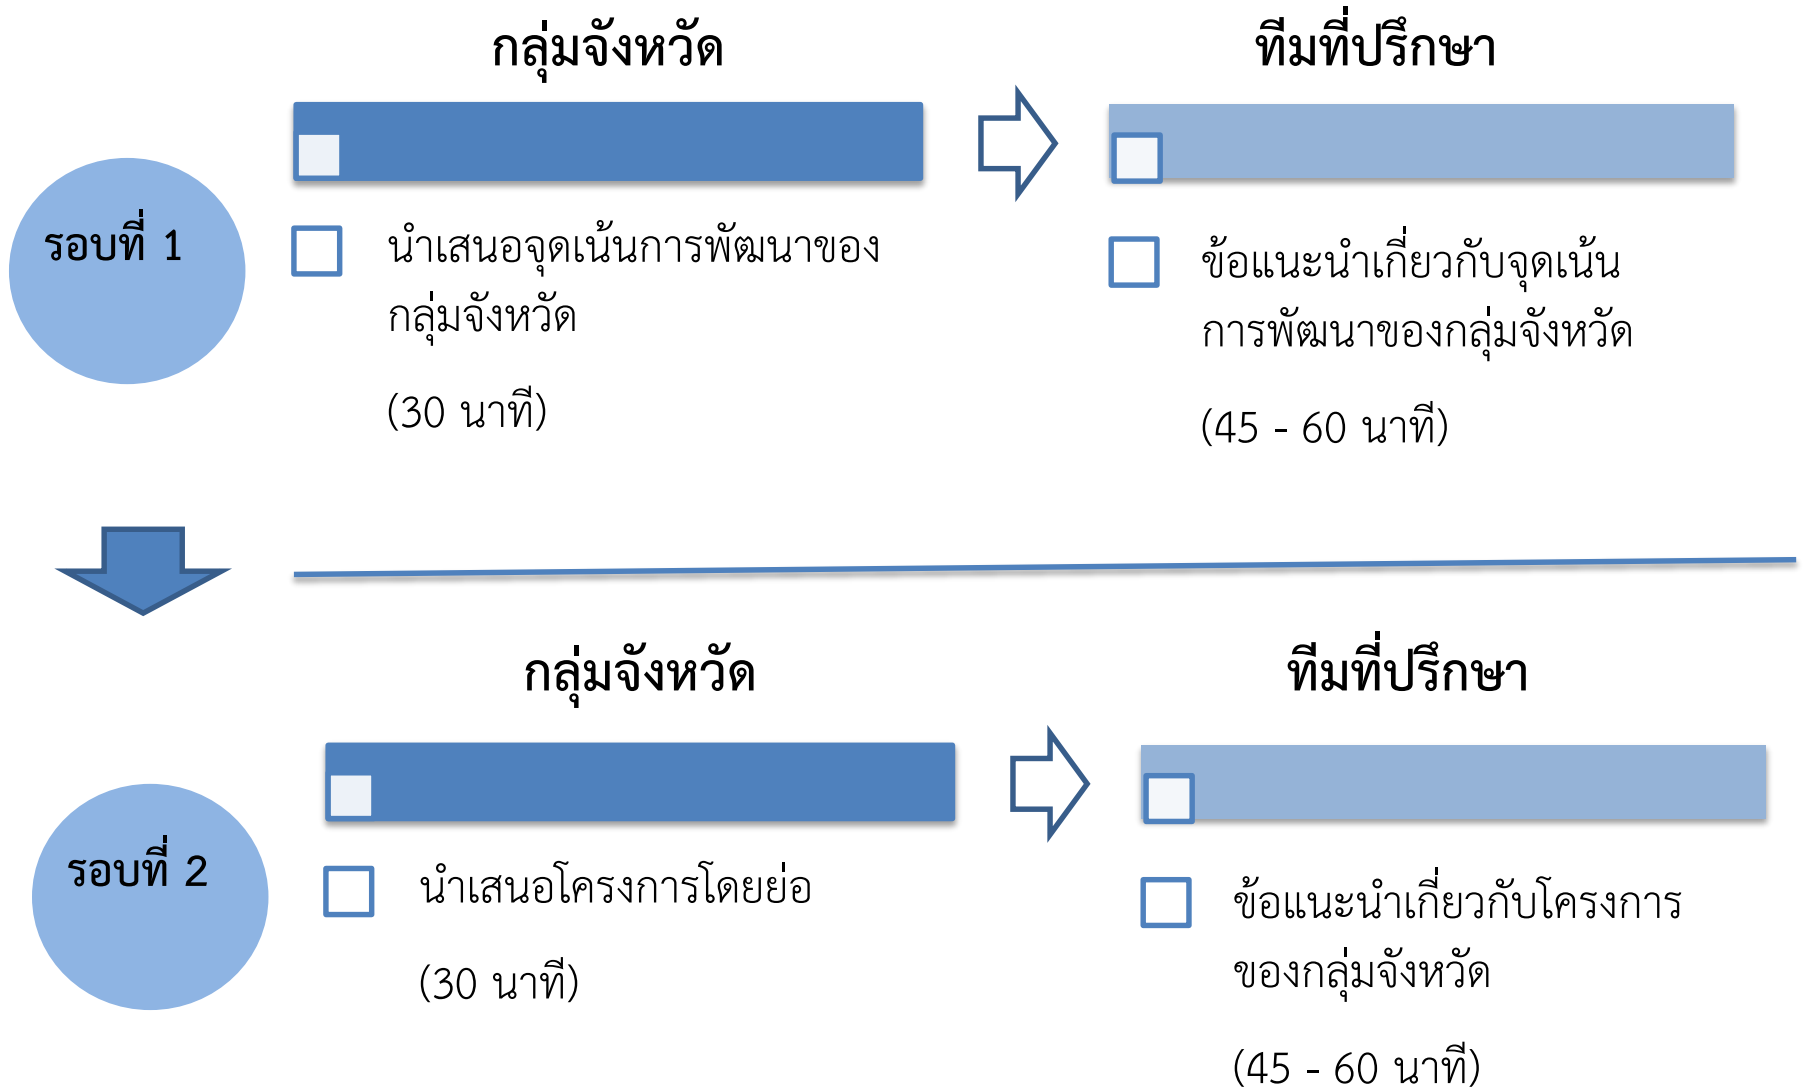 กลุ่มจังหวัด
ทีมที่ปรึกษา
รอบที่ 1
นำเสนอจุดเน้นการพัฒนาของ
กลุ่มจังหวัด
(30 นาที)
ข้อแนะนำเกี่ยวกับจุดเน้น
การพัฒนาของกลุ่มจังหวัด
(45 - 60 นาที)
กลุ่มจังหวัด
ทีมที่ปรึกษา
รอบที่ 2
นำเสนอโครงการโดยย่อ
(30 นาที)
ข้อแนะนำเกี่ยวกับโครงการ
ของกลุ่มจังหวัด
(45 - 60 นาที)